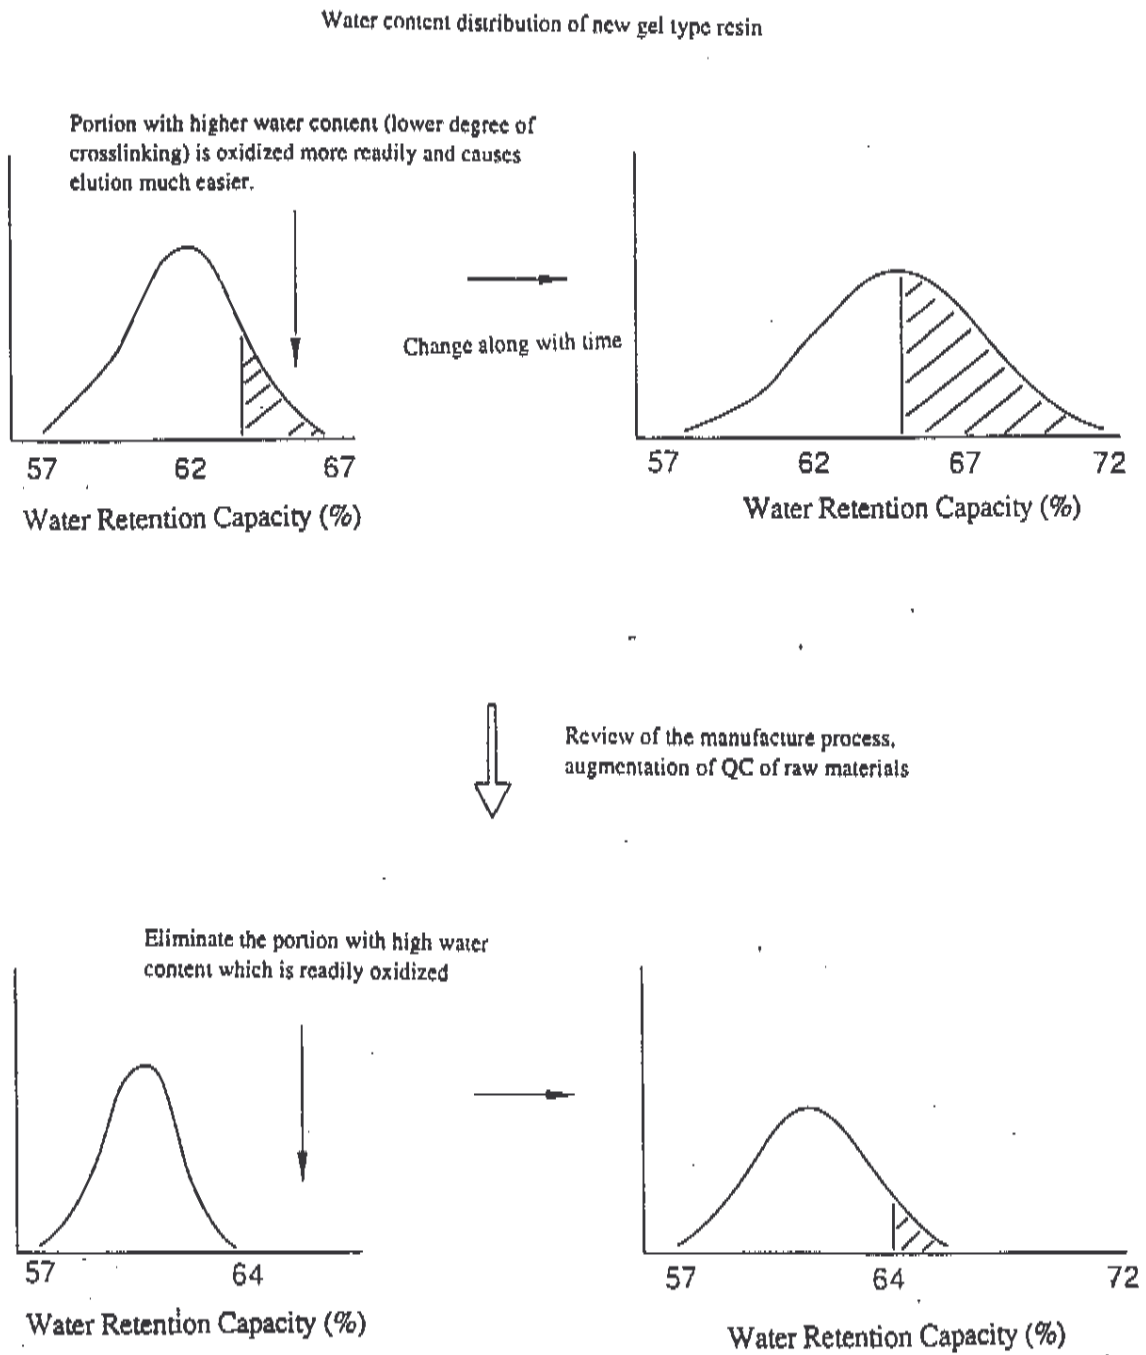 Water content distribution of new gel type resin
Portion with higher water content (lower degree of
crosslinking) is oxidized more readily and causes
elution much easier.
Change along with time
57 62 67
Water Retention Capacity (%)
57 62 67 72
Water Retention Capacity (%)
Review of the manufacture process,
augmentation of QC of raw materials
Eliminate the portion with high water
content which is readily oxidized
57 64
Water Retention Capacity (%)
57 64 72
Water Retention Capacity (%)